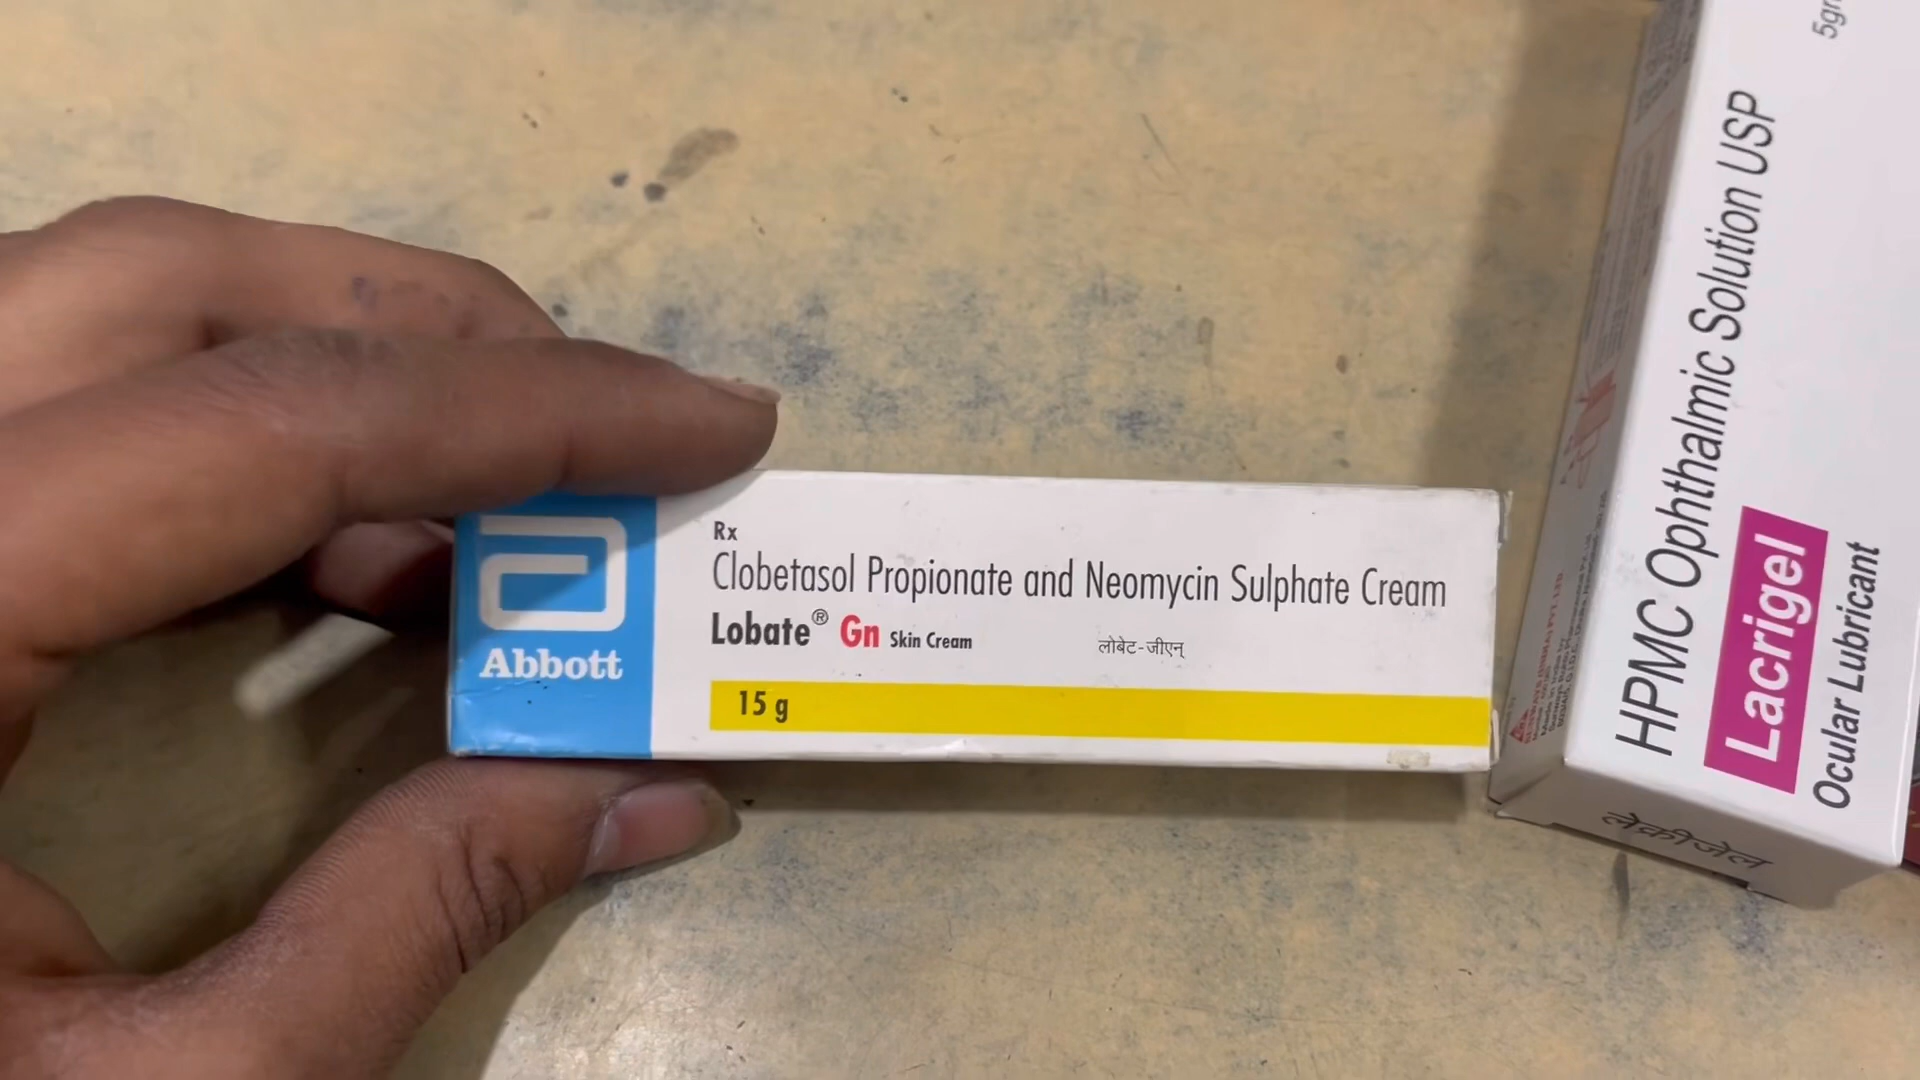 Rx
Clobetasol Propionate and Neomycin Sulphate Cream
Lobate® Gn Skin Cream
लोबेट-जीएन्
15 g
Abbott
HPMC Ophthalmic Solution USP
Lacrigel
Ocular Lubricant
लेक्रीजेल